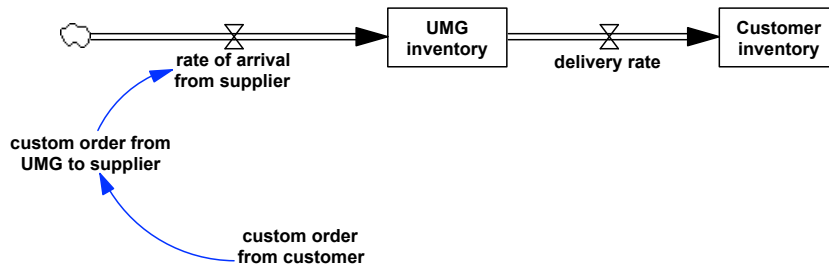 UMG
inventory
Customer
inventory
rate of arrival
from supplier
delivery rate
custom order from
UMG to supplier
custom order
from customer